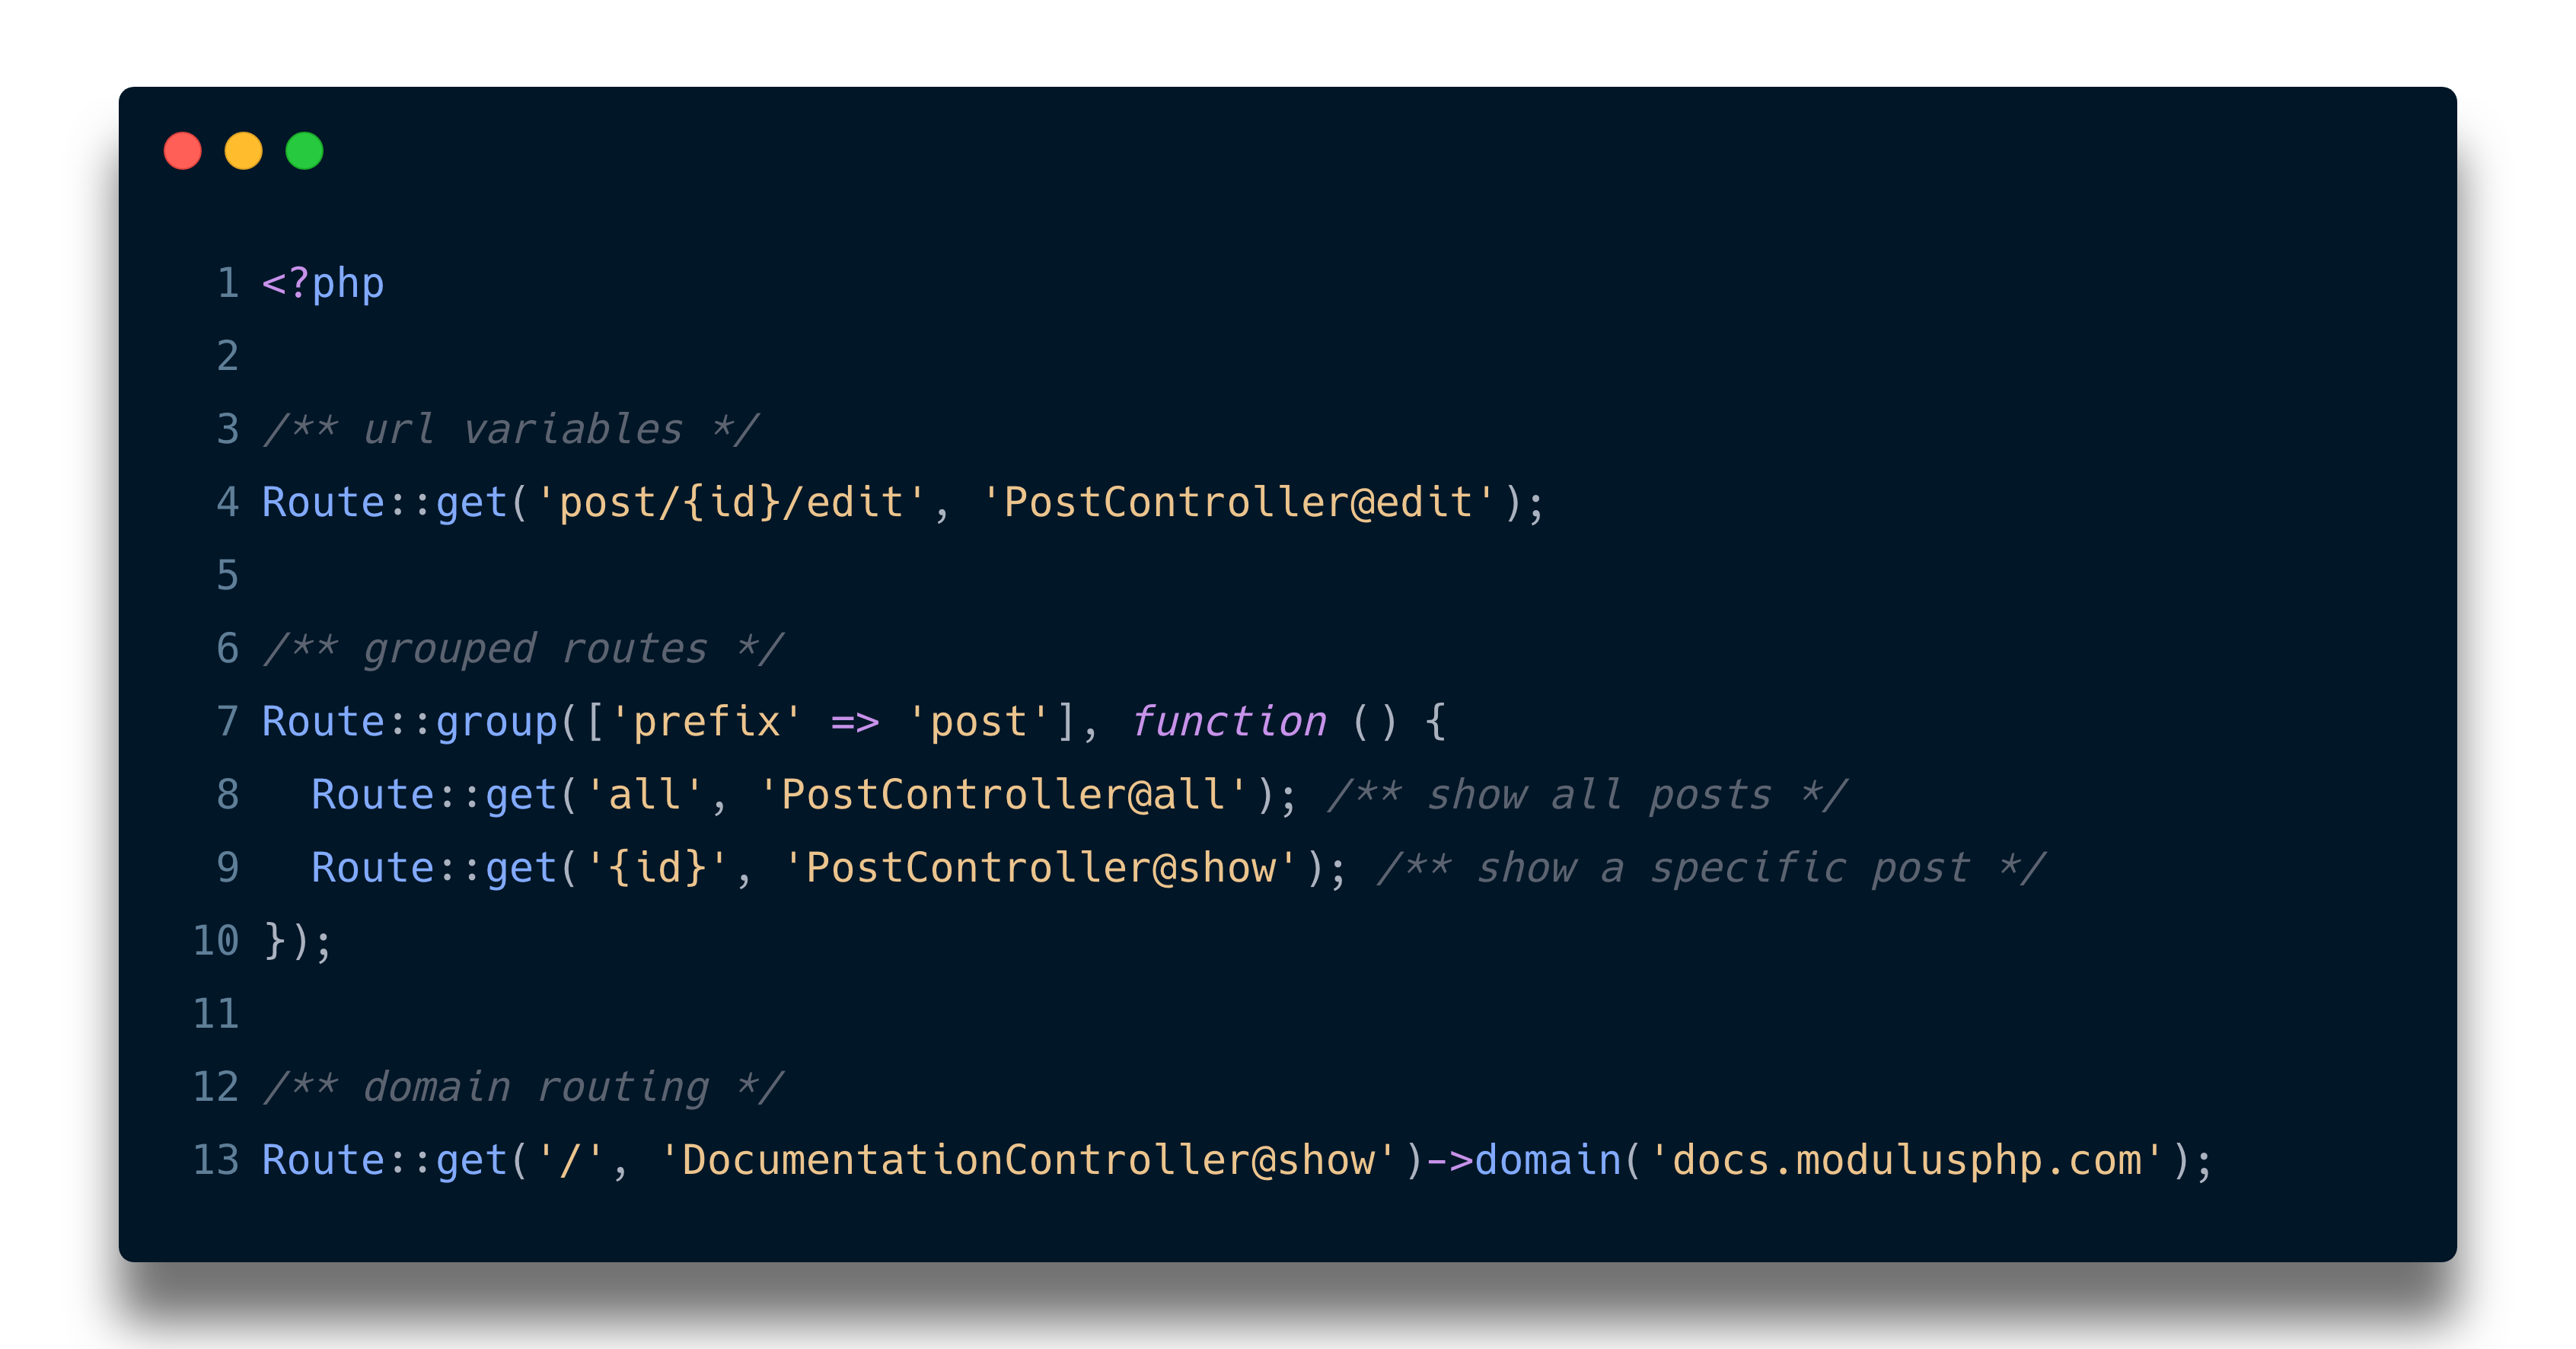 1 <?php
2
3 /** url variables */
4 Route::get('post/{id}/edit', 'PostController@edit');
5
6 /** grouped routes */
7 Route::group(['prefix' => 'post'], function () {
8   Route::get('all', 'PostController@all'); /** show all posts */
9   Route::get('{id}', 'PostController@show'); /** show a specific post */
10 });
11
12 /** domain routing */
13 Route::get('/', 'DocumentationController@show')->domain('docs.modulusphp.com');